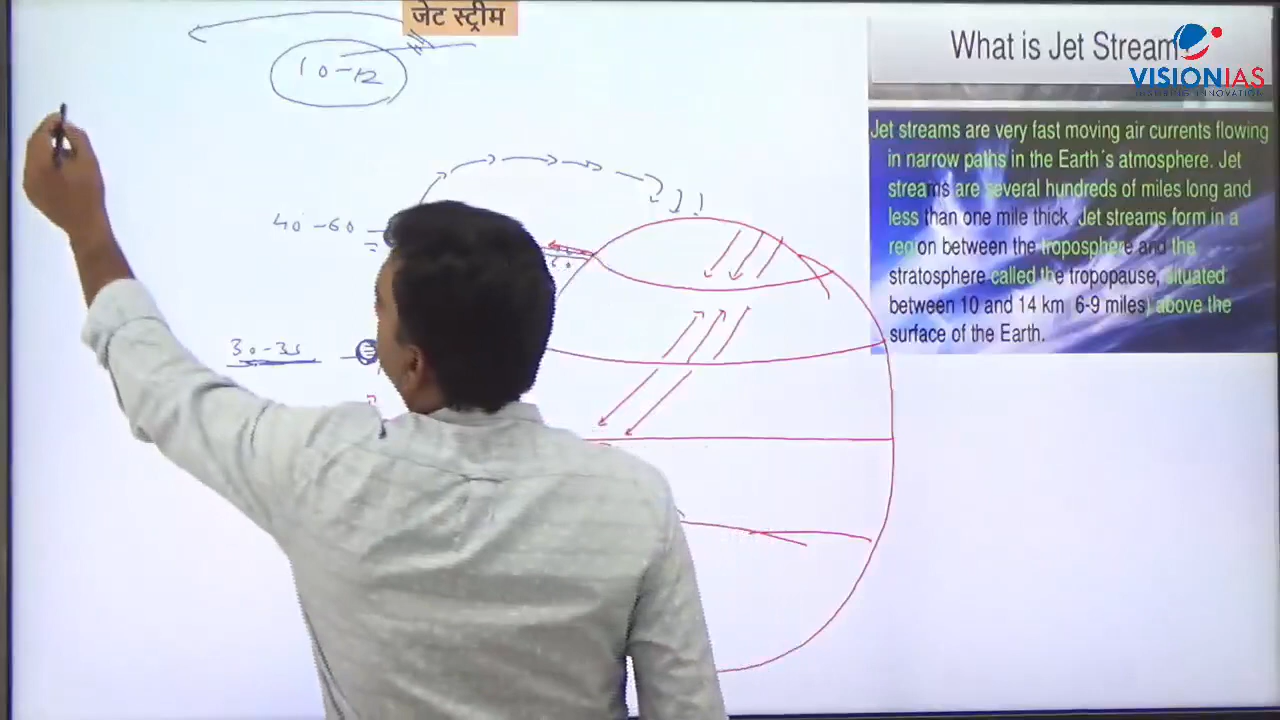 जेट स्ट्रीम
10-12
What is Jet Stream
VISIONIAS
Jet streams are very fast moving air currents flowing
in narrow paths in the Earth´s atmosphere. Jet
streams are several hundreds of miles long and
less than one mile thick. Jet streams form in a
region between the troposphere and the
stratosphere called the tropopause, situated
between 10 and 14 km 6-9 miles) above the
surface of the Earth.
40-60
30-35